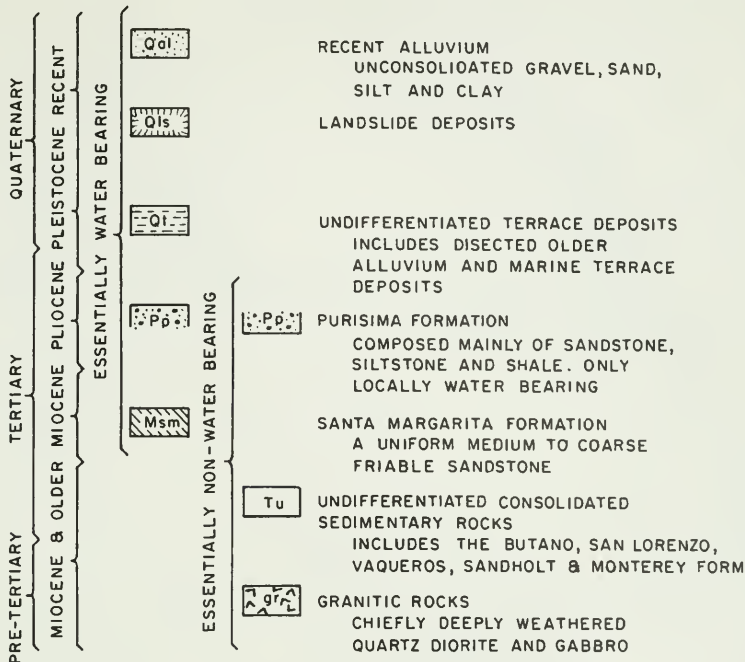 QUATERNARY
TERTIARY
PRE-TERTIARY
RECENT
PLEISTOCENE
PLIOCENE
MIOCENE
MIOCENE & OLDER
ESSENTIALLY WATER BEARING
ESSENTIALLY NON-WATER BEARING
Qal
RECENT ALLUVIUM
UNCONSOLIOATED GRAVEL, SAND,
SILT AND CLAY
Qls
LANDSLIDE DEPOSITS
Qt
UNDIFFERENTIATED TERRACE DEPOSITS
INCLUDES DISECTED OLDER
ALLUVIUM AND MARINE TERRACE
DEPOSITS
Pp
Pp
PURISIMA FORMATION
COMPOSED MAINLY OF SANDSTONE,
SILTSTONE AND SHALE. ONLY
LOCALLY WATER BEARING
Msm
SANTA MARGARITA FORMATION
A UNIFORM MEDIUM TO COARSE
FRIABLE SANDSTONE
Tu
UNDIFFERENTIATED CONSOLIDATED
SEDIMENTARY ROCKS
INCLUDES THE BUTANO, SAN LORENZO,
VAQUEROS, SANDHOLT & MONTEREY FORM
gr
GRANITIC ROCKS
CHIEFLY DEEPLY WEATHERED
QUARTZ DIORITE AND GABBRO